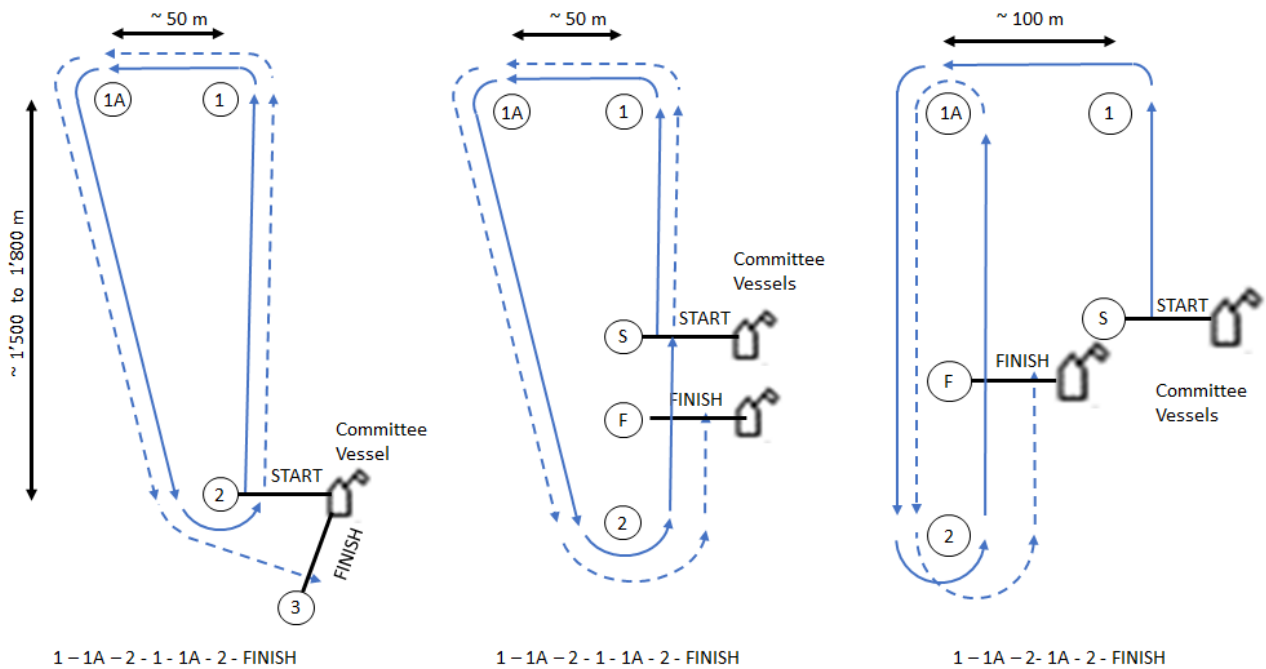 ~ 50 m
1A
1
~ 1'500 to 1'800 m
Committee
Vessel
START
2
FINISH
3
1 – 1A – 2 - 1 - 1A - 2 - FINISH
~ 50 m
1A
1
Committee
Vessels
START
S
FINISH
F
2
1 – 1A – 2 - 1 - 1A - 2 - FINISH
~ 100 m
1A
1
START
S
FINISH
F
Committee
Vessels
2
1 – 1A – 2- 1A - 2 - FINISH